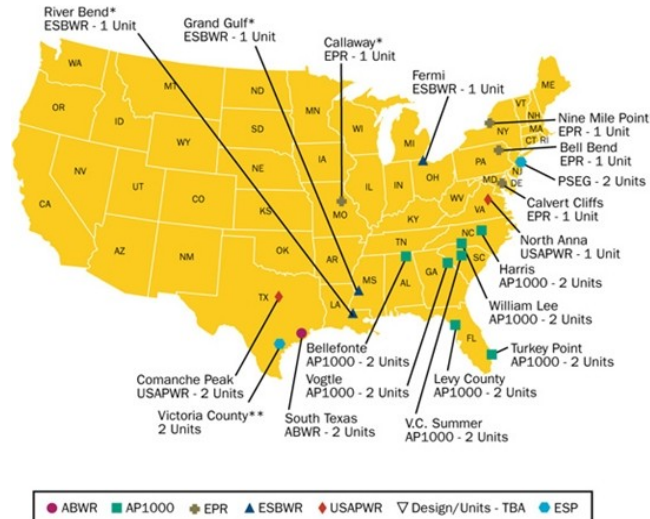 River Bend*
ESBWR - 1 Unit
Grand Gulf*
ESBWR - 1 Unit
Callaway*
EPR - 1 Unit
Fermi
ESBWR - 1 Unit
Nine Mile Point
EPR - 1 Unit
Bell Bend
EPR - 1 Unit
PSEG - 2 Units
Calvert Cliffs
EPR - 1 Unit
North Anna
USAPWR - 1 Unit
Harris
AP1000 - 2 Units
William Lee
AP1000 - 2 Units
Turkey Point
AP1000 - 2 Units
Levy County
AP1000 - 2 Units
V.C. Summer
AP1000 - 2 Units
Bellefonte
AP1000 - 2 Units
Vogtle
AP1000 - 2 Units
South Texas
ABWR - 2 Units
Comanche Peak
USAPWR - 2 Units
Victoria County**
2 Units
WA
MT
ND
MN
ME
VT
NH
OR
ID
SD
WI
NY
MA
CT RI
WY
MI
IA
NE
PA
NJ
NV
UT
CO
IL
IN
OH
MD
DE
WV
VA
CA
KS
MO
KY
NC
TN
AZ
NM
OK
AR
SC
MS
AL
GA
TX
LA
FL
ABWR AP1000 EPR ESBWR USAPWR Design/Units - TBA ESP